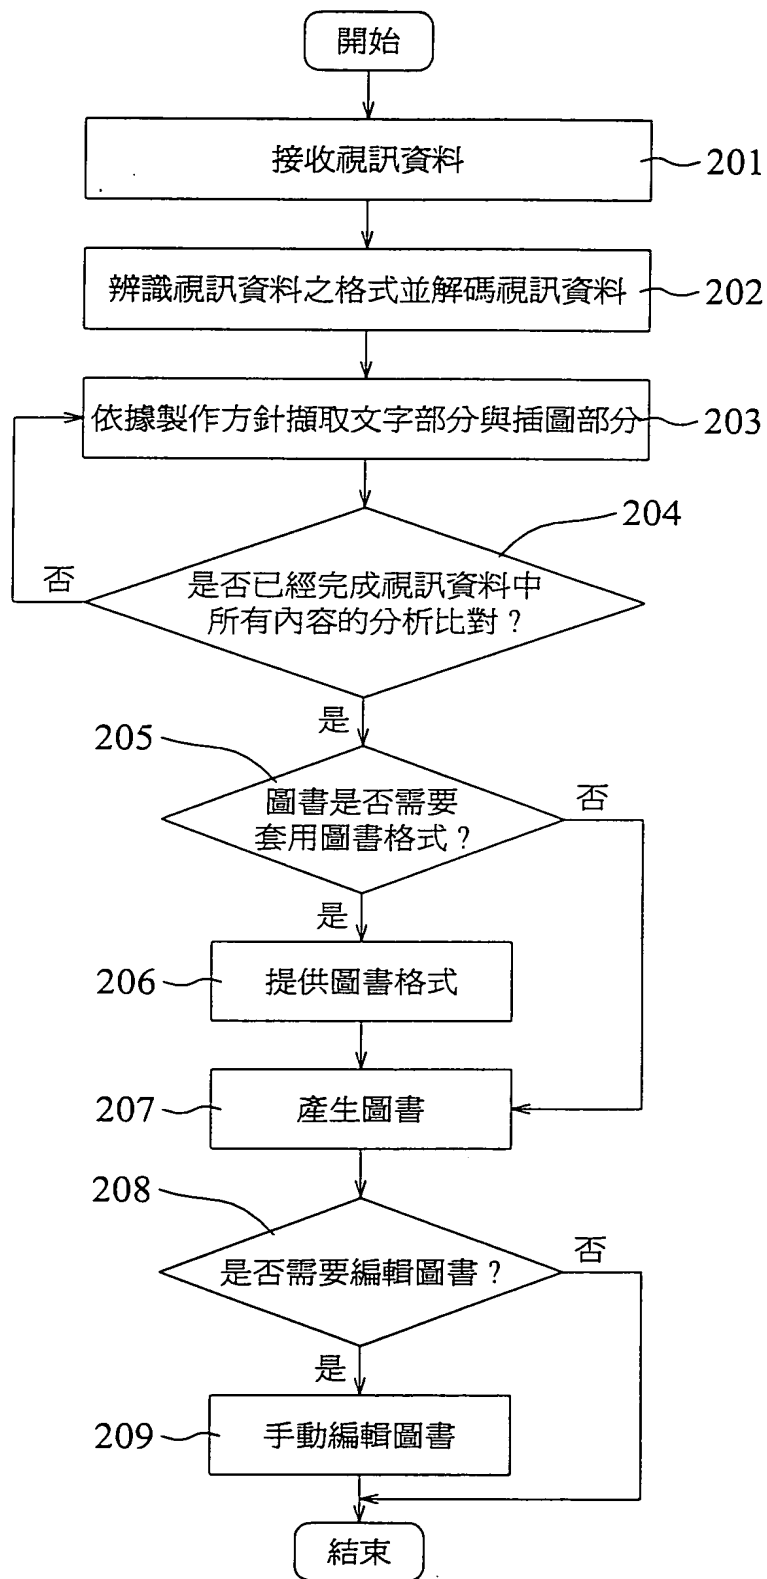 開始
接收視訊資料
201
辨識視訊資料之格式並解碼視訊資料
202
依據製作方針擷取文字部分與插圖部分
203
204
是否已經完成視訊資料中
所有內容的分析比對？
否
是
205
圖書是否需要
套用圖書格式？
否
是
206
提供圖書格式
207
產生圖書
208
是否需要編輯圖書？
否
是
209
手動編輯圖書
結束